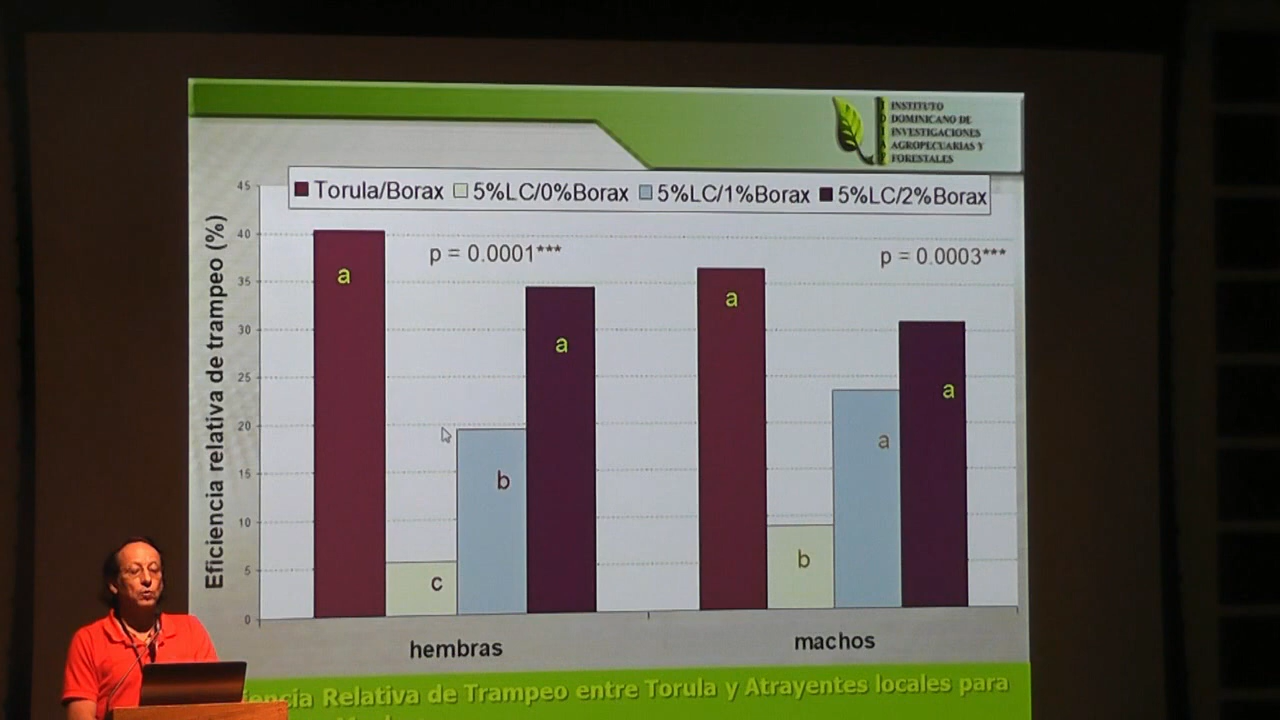 INSTITUTO
DOMINICANO DE
INVESTIGACIONES
AGROPECUARIAS Y
FORESTALES
Torula/Borax 5%LC/0%Borax 5%LC/1%Borax 5%LC/2%Borax
p = 0.0001*** p = 0.0003***
Eficiencia relativa de trampeo (%)
45
40
35
30
25
20
15
10
5
0
a
c
b
a
a
b
a
a
hembras machos
Relativa de Trampeo entre Torula y Atrayentes locales para